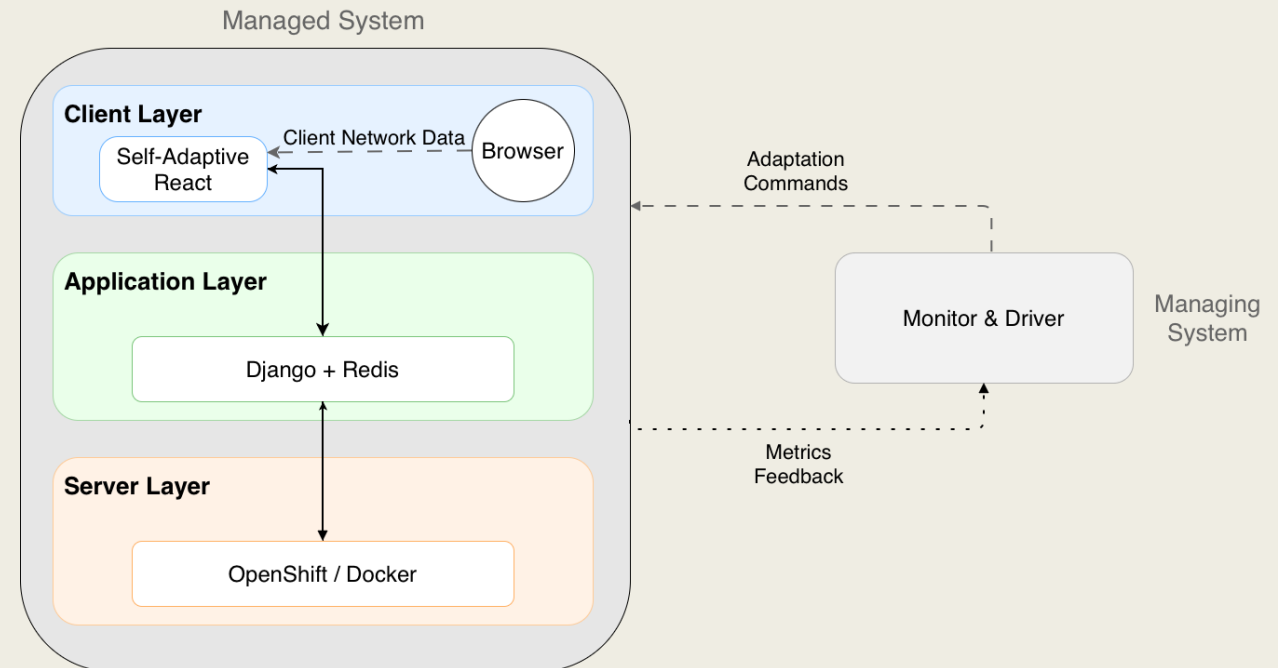 Managed System
Client Layer
Client Network Data
Browser
Self-Adaptive
React
Application Layer
Django + Redis
Server Layer
OpenShift / Docker
Adaptation
Commands
Monitor & Driver
Managing
System
Metrics
Feedback